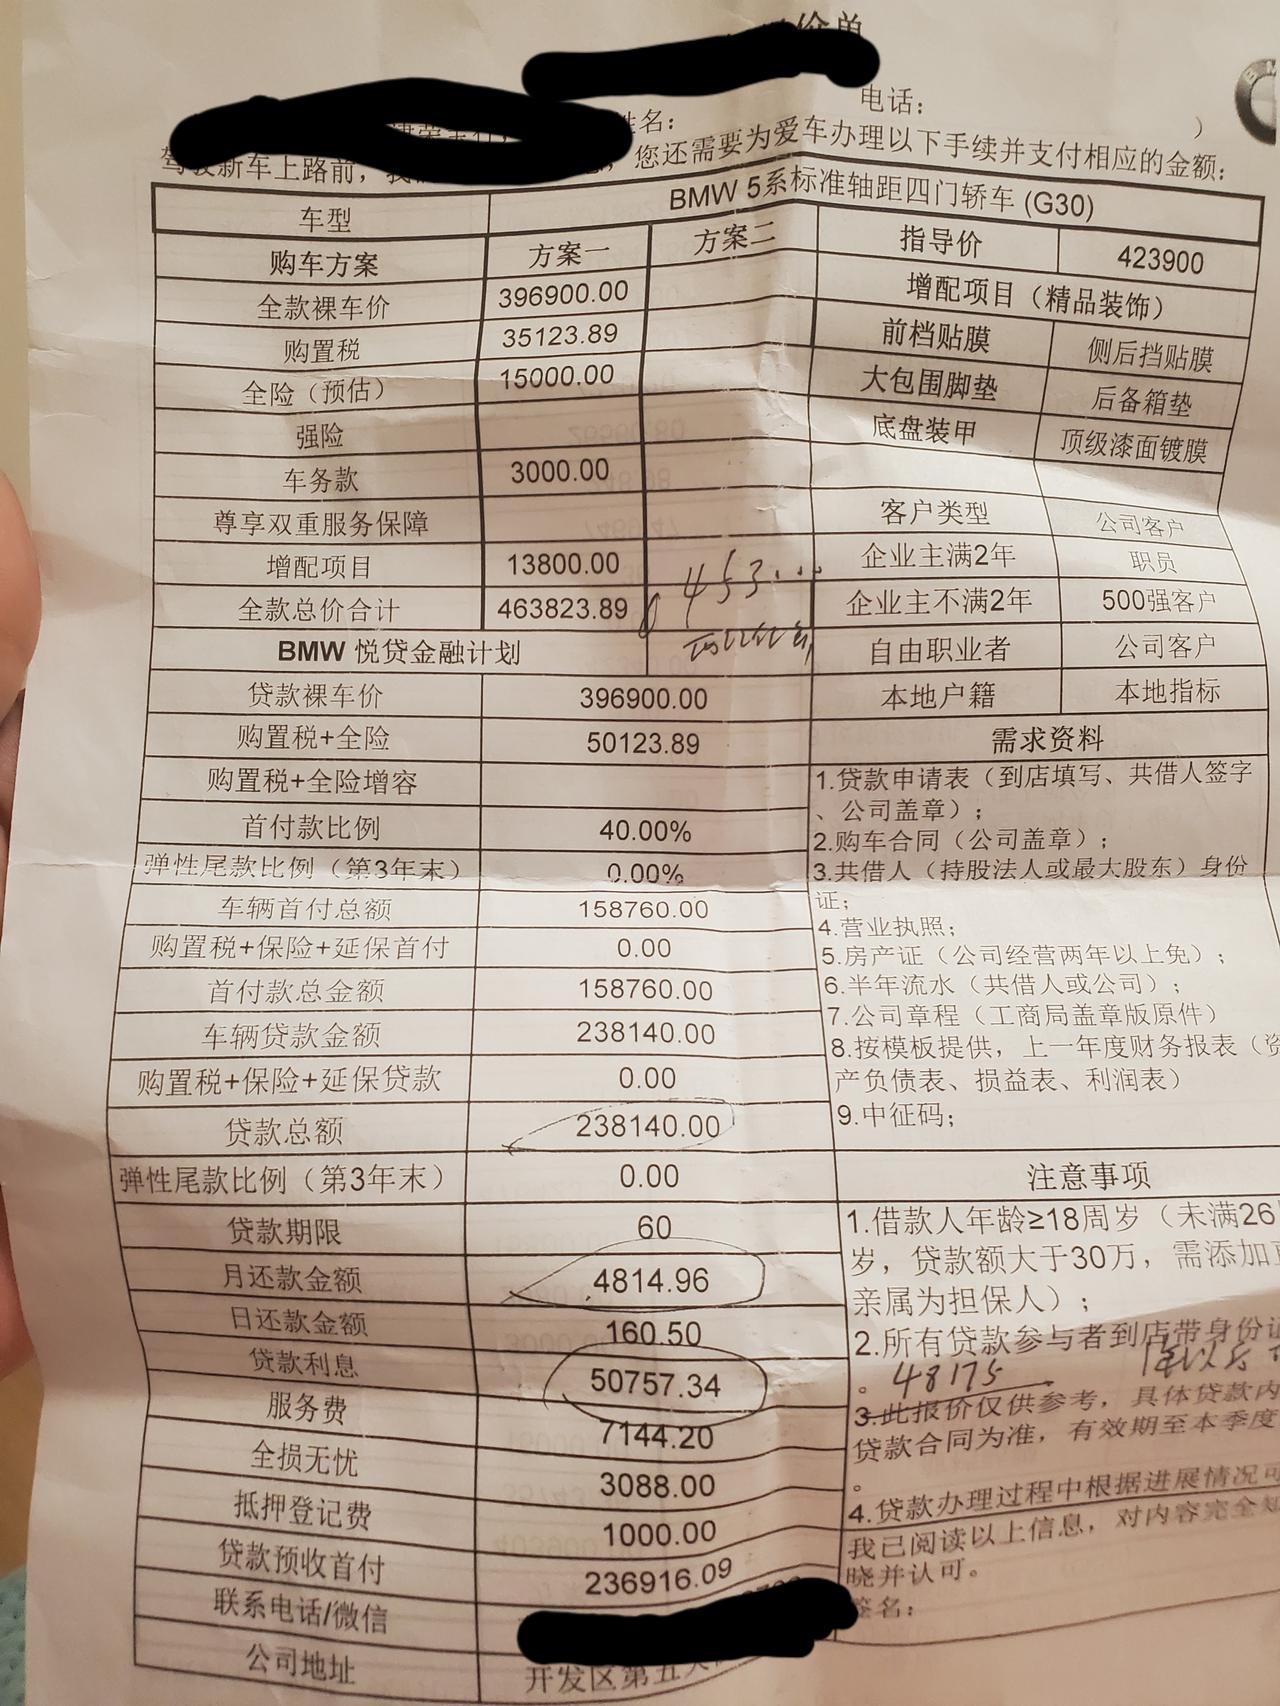 价单
姓名：
电话：
）
驾驶新车上路前，
您还需要为爱车办理以下手续并支付相应的金额：
车型 BMW 5系标准轴距四门轿车 (G30)
购车方案 方案一 方案二 指导价 423900
全款裸车价 396900.00 增配项目（精品装饰）
购置税 35123.89 前档贴膜 侧后挡贴膜
全险（预估） 15000.00 大包围脚垫 后备箱垫
强险 底盘装甲 顶级漆面镀膜
车务款 3000.00
尊享双重服务保障 客户类型 公司客户
增配项目 13800.00 企业主满2年 职员
453...
全款总价合计 463823.89 企业主不满2年 500强客户
BMW 悦贷金融计划 自由职业者 公司客户
贷款裸车价 396900.00 本地户籍 本地指标
购置税+全险 50123.89 需求资料
购置税+全险增容
首付款比例 40.00%
弹性尾款比例（第3年末） 0.00%
车辆首付总额 158760.00
购置税+保险+延保首付 0.00
首付款总金额 158760.00
车辆贷款金额 238140.00
购置税+保险+延保贷款 0.00
贷款总额 238140.00
弹性尾款比例（第3年末） 0.00
贷款期限 60
月还款金额 4814.96
日还款金额 160.50
贷款利息 50757.34
服务费 7144.20
全损无忧 3088.00
抵押登记费 1000.00
贷款预收首付 236916.09
联系电话/微信
公司地址 开发区第五大
1.贷款申请表（到店填写、共借人签字
、公司盖章）；
2.购车合同（公司盖章）；
3.共借人（持股法人或最大股东）身份
证；
4.营业执照；
5.房产证（公司经营两年以上免）；
6.半年流水（共借人或公司）；
7.公司章程（工商局盖章版原件）
8.按模板提供，上一年度财务报表（资
产负债表、损益表、利润表）
9.中征码；
注意事项
1.借款人年龄≥18周岁（未满26周
岁，贷款额大于30万，需添加直
亲属为担保人）；
2.所有贷款参与者到店带身份证
。
48175
1年以后
3.此报价仅供参考，具体贷款内
贷款合同为准，有效期至本季度
。
4.贷款办理过程中根据进展情况可
我已阅读以上信息，对内容完全知
晓并认可。
签名：